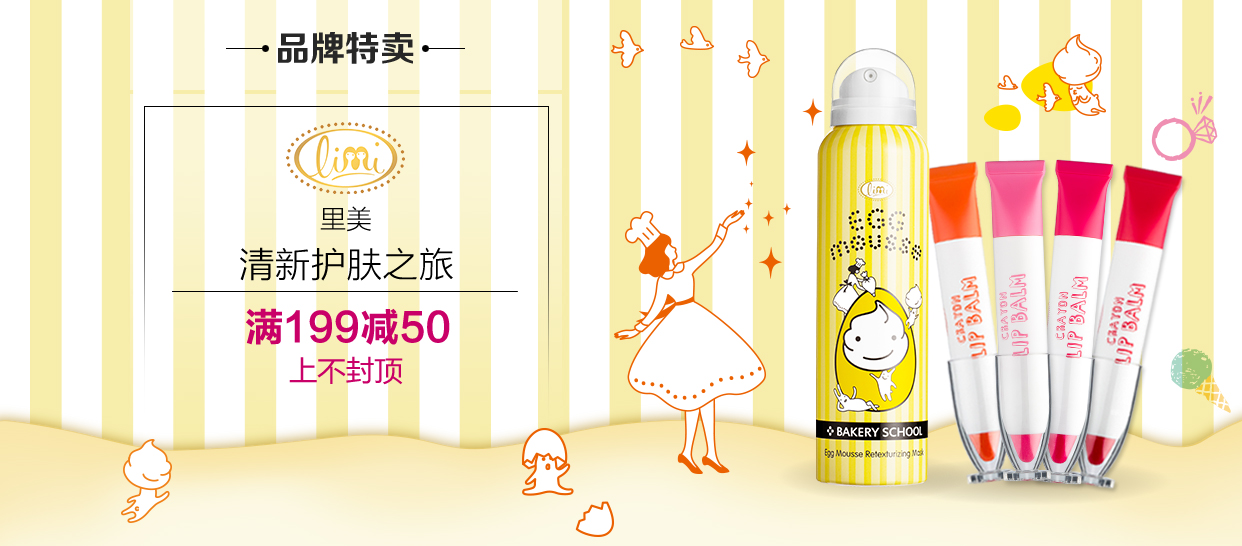 品牌特卖
limi
里美
清新护肤之旅
满199减50
上不封顶
limi
EGG
mousse
BAKERY SCHOOL
Egg Mousse Retexturizing Mask
CRAYON
LIP BALM
CRAYON
LIP BALM
CRAYON
LIP BALM
CRAYON
LIP BALM